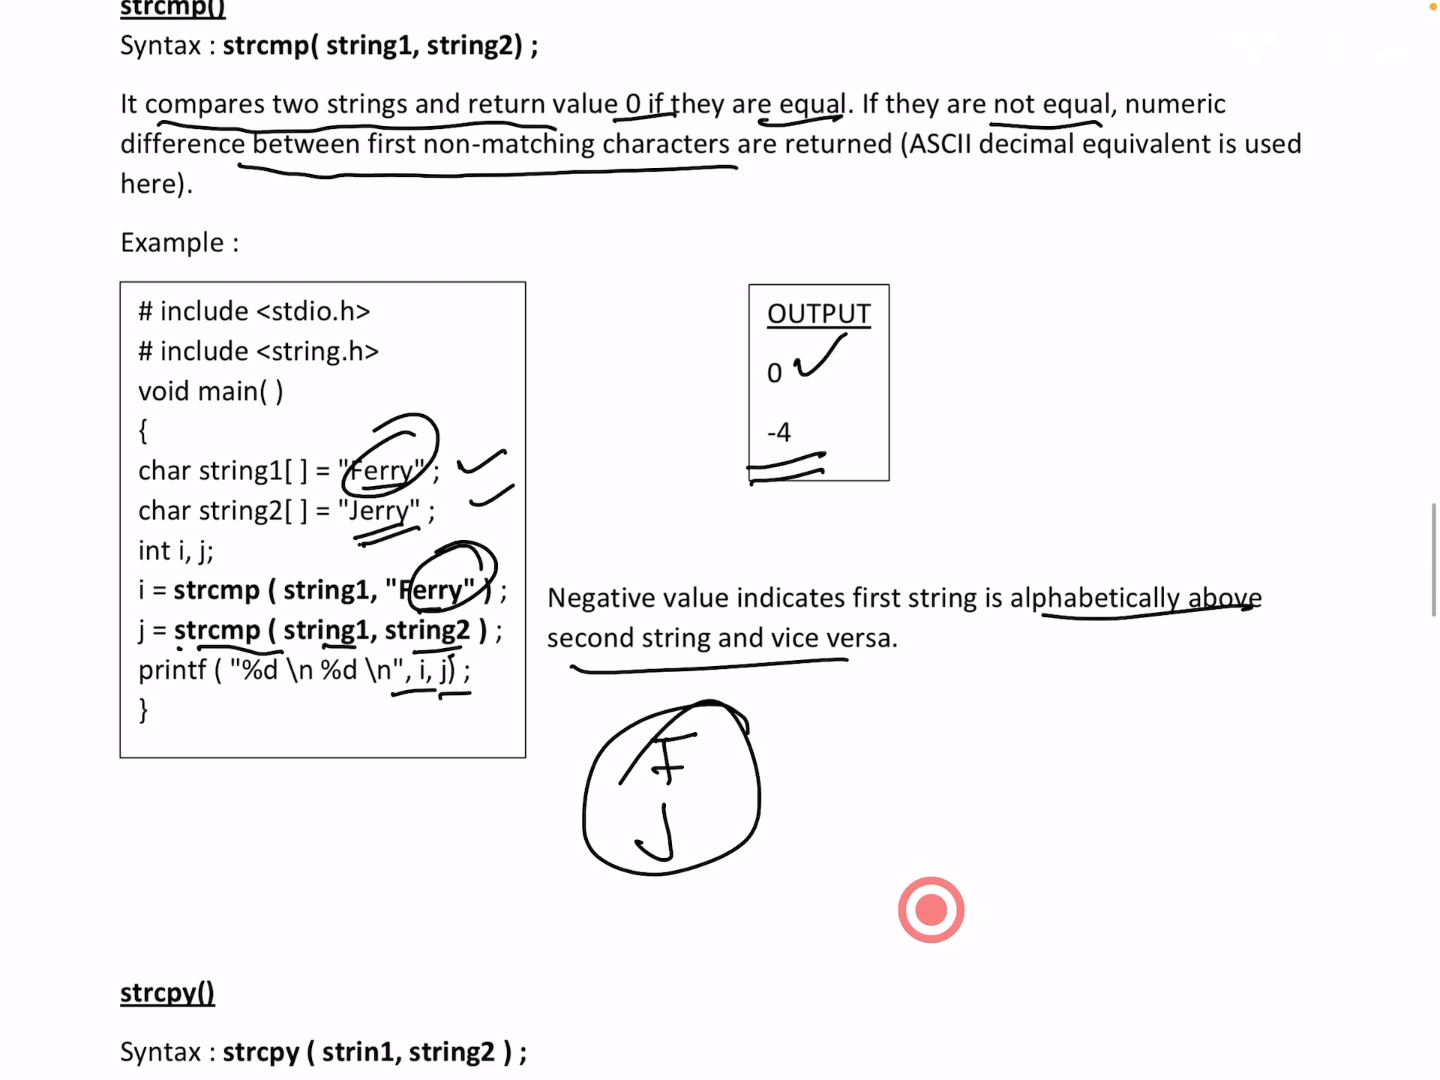 strcmp()
Syntax : strcmp( string1, string2) ;
It compares two strings and return value 0 if they are equal. If they are not equal, numeric
difference between first non-matching characters are returned (ASCII decimal equivalent is used
here).
Example :
# include <stdio.h>
# include <string.h>
void main( )
{
char string1[ ] = "Ferry" ;
char string2[ ] = "Jerry" ;
int i, j;
i = strcmp ( string1, "Ferry" ) ;
j = strcmp ( string1, string2 ) ;
printf ( "%d \n %d \n", i, j) ;
}
OUTPUT
0
-4
Negative value indicates first string is alphabetically above
second string and vice versa.
F
J
strcpy()
Syntax : strcpy ( strin1, string2 ) ;